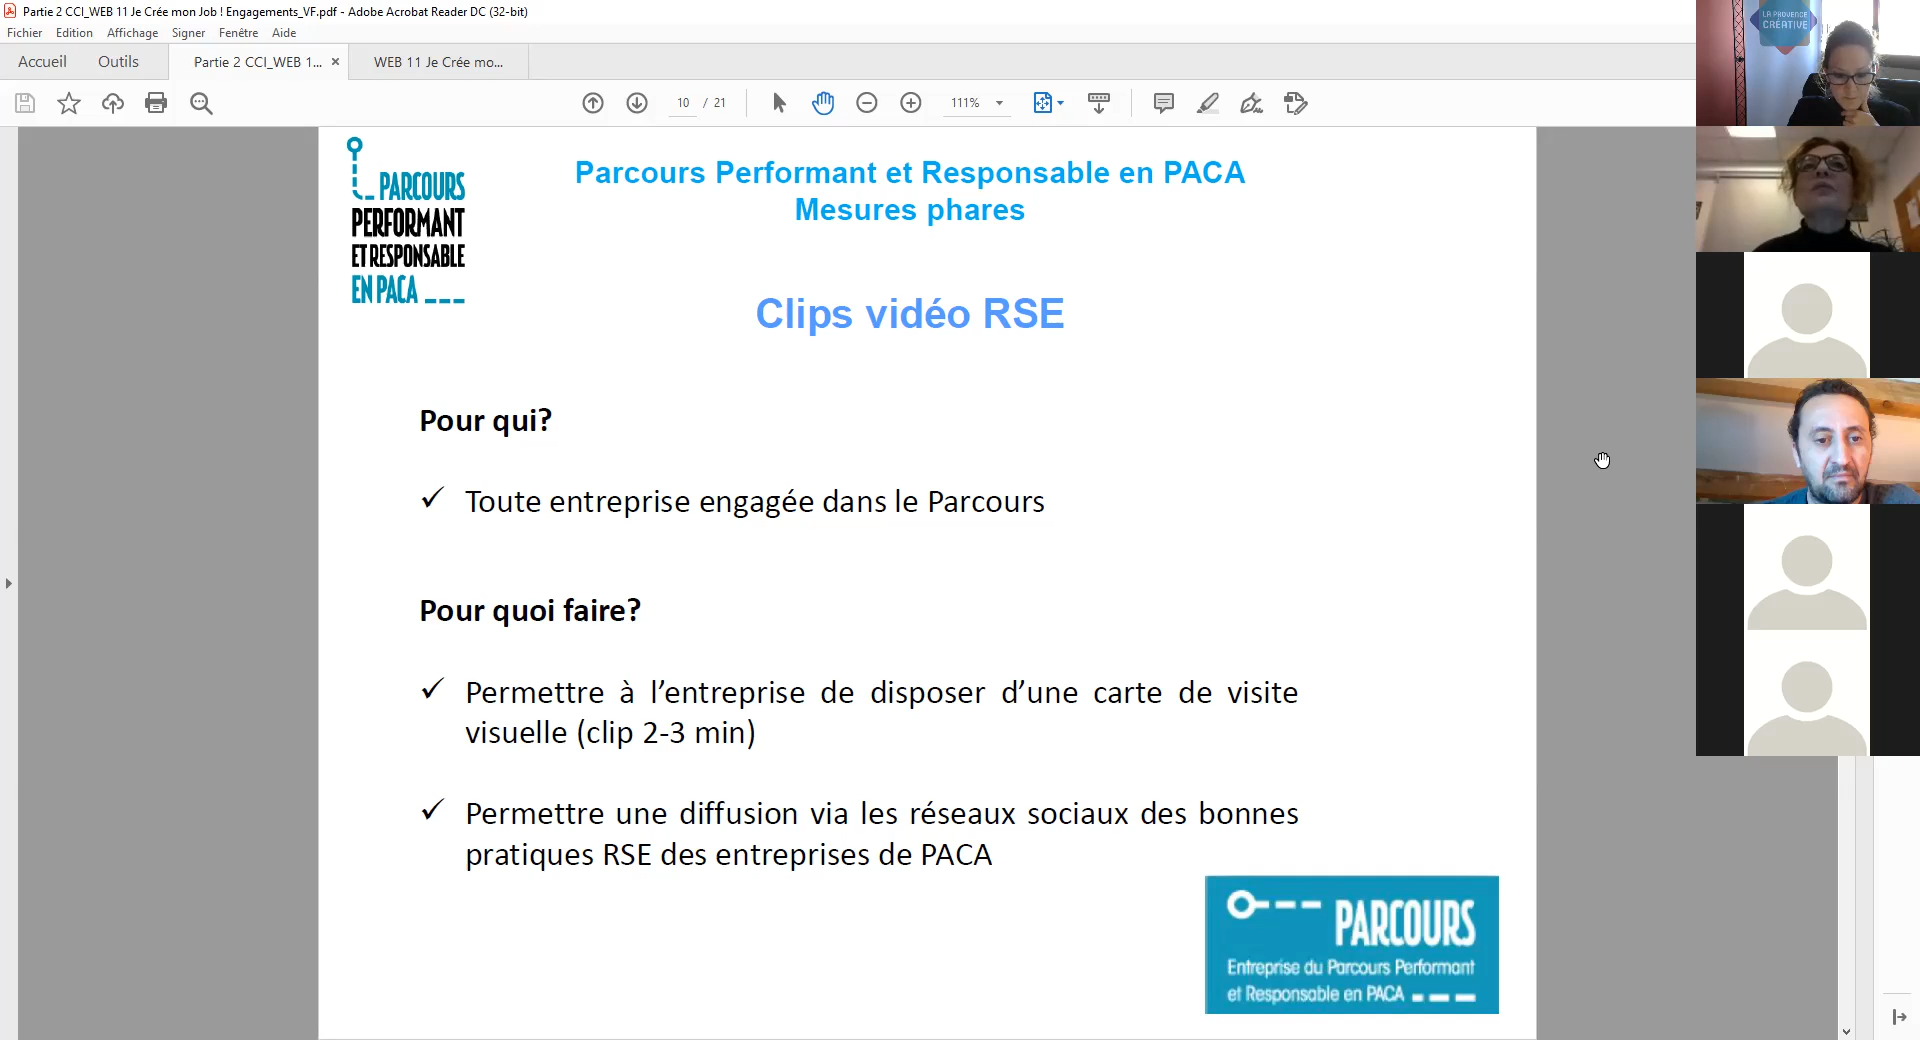 Partie 2 CCI_WEB 11 Je Crée mon Job ! Engagements_VF.pdf - Adobe Acrobat Reader DC (32-bit)
Fichier Edition Affichage Signer Fenêtre Aide
Accueil Outils Partie 2 CCI_WEB 1... × WEB 11 Je Crée mo...
10 / 21 111%
LA PROVENCE
CRÉATIVE
PARCOURS
PERFORMANT
ET RESPONSABLE
EN PACA
Parcours Performant et Responsable en PACA
Mesures phares
Clips vidéo RSE
Pour qui?
✓ Toute entreprise engagée dans le Parcours
Pour quoi faire?
✓ Permettre à l’entreprise de disposer d’une carte de visite
visuelle (clip 2-3 min)
✓ Permettre une diffusion via les réseaux sociaux des bonnes
pratiques RSE des entreprises de PACA
PARCOURS
Entreprise du Parcours Performant
et Responsable en PACA